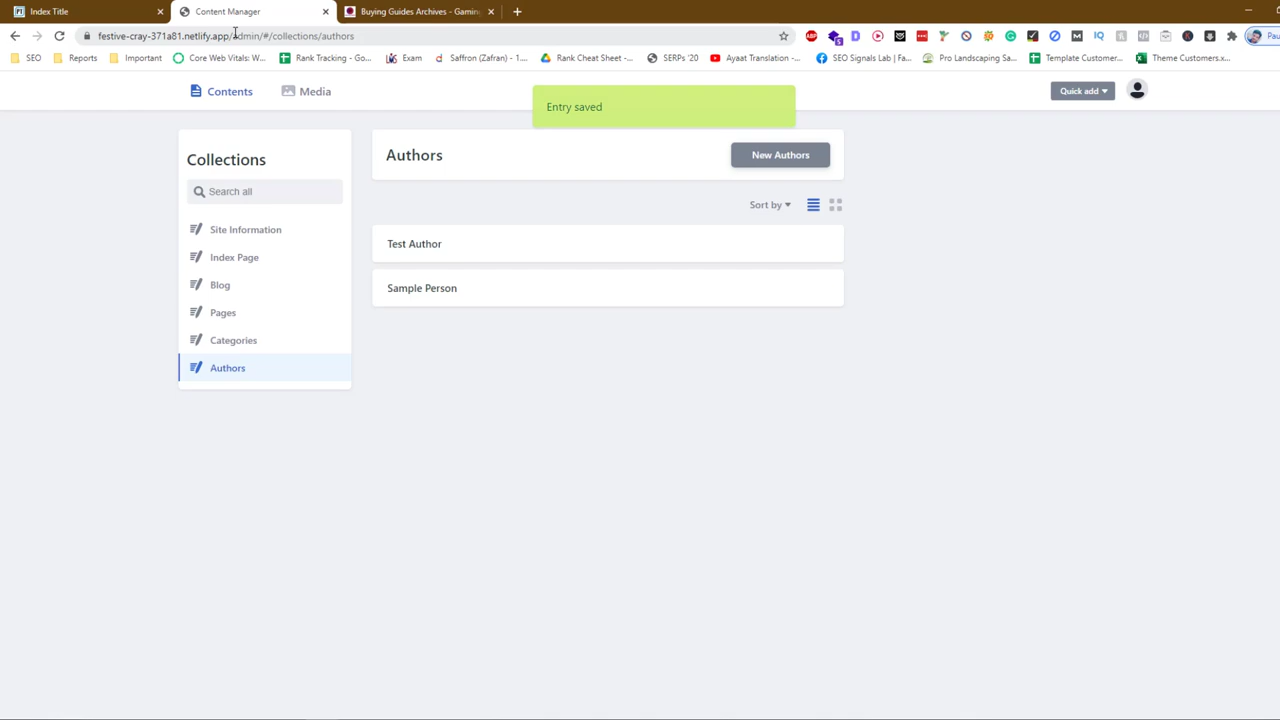 Index Title
Content Manager
Buying Guides Archives - Gamin
festive-cray-371a81.netlify.app/admin/#/collections/authors
Pau
SEO
Reports
Important
Core Web Vitals: W...
Rank Tracking - Go...
Exam
Saffron (Zafran) - 1....
Rank Cheat Sheet -...
SERPs '20
Ayaat Translation -...
SEO Signals Lab | Fa...
Pro Landscaping Sa...
Template Customer...
Theme Customers.x...
Contents
Media
Entry saved
Quick add
Collections
Search all
Site Information
Index Page
Blog
Pages
Categories
Authors
Authors
New Authors
Sort by
Test Author
Sample Person